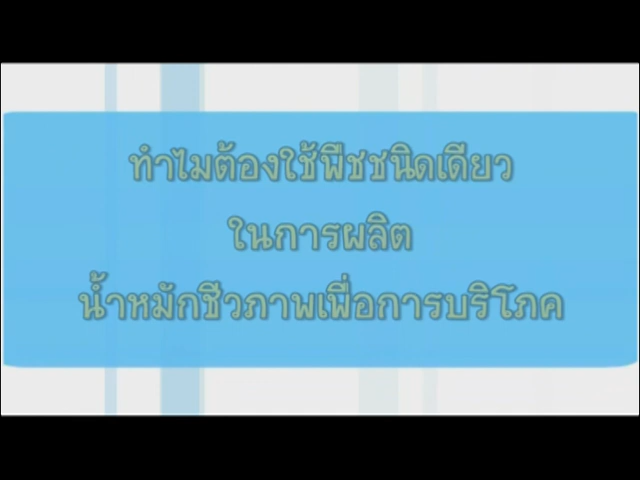 ทำไมต้องใช้พืชชนิดเดียว
ในการผลิต
น้ำหมักชีวภาพเพื่อการบริโภค